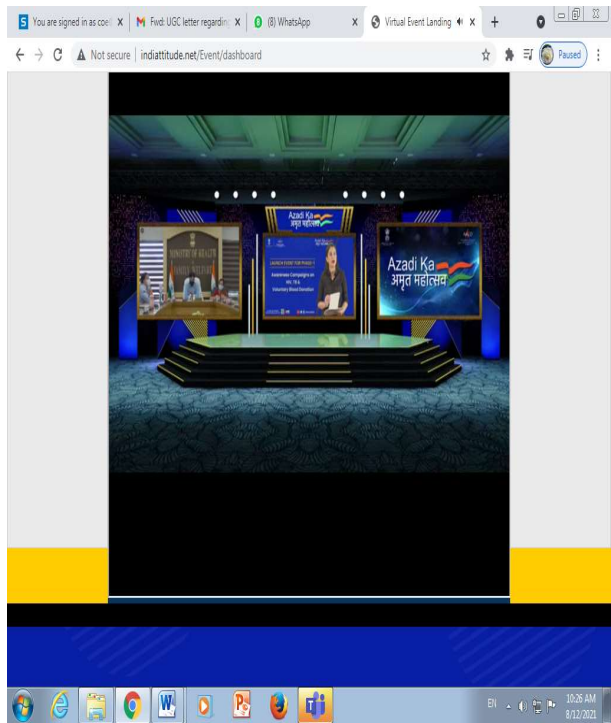 You are signed in as coe
Fwd: UGC letter regarding
(8) WhatsApp
Virtual Event Landing
Not secure
indiattitude.net/Event/dashboard
Paused
Azadi Ka
अमृत महोत्सव
MINISTRY OF HEALTH
FAMILY WELFARE
LAUNCH EVENT FOR PHASE 1
Awareness Campaigns on
HIV, TB &
Voluntary Blood Donation
Azadi Ka
अमृत महोत्सव
EN
10:26 AM
8/12/2021